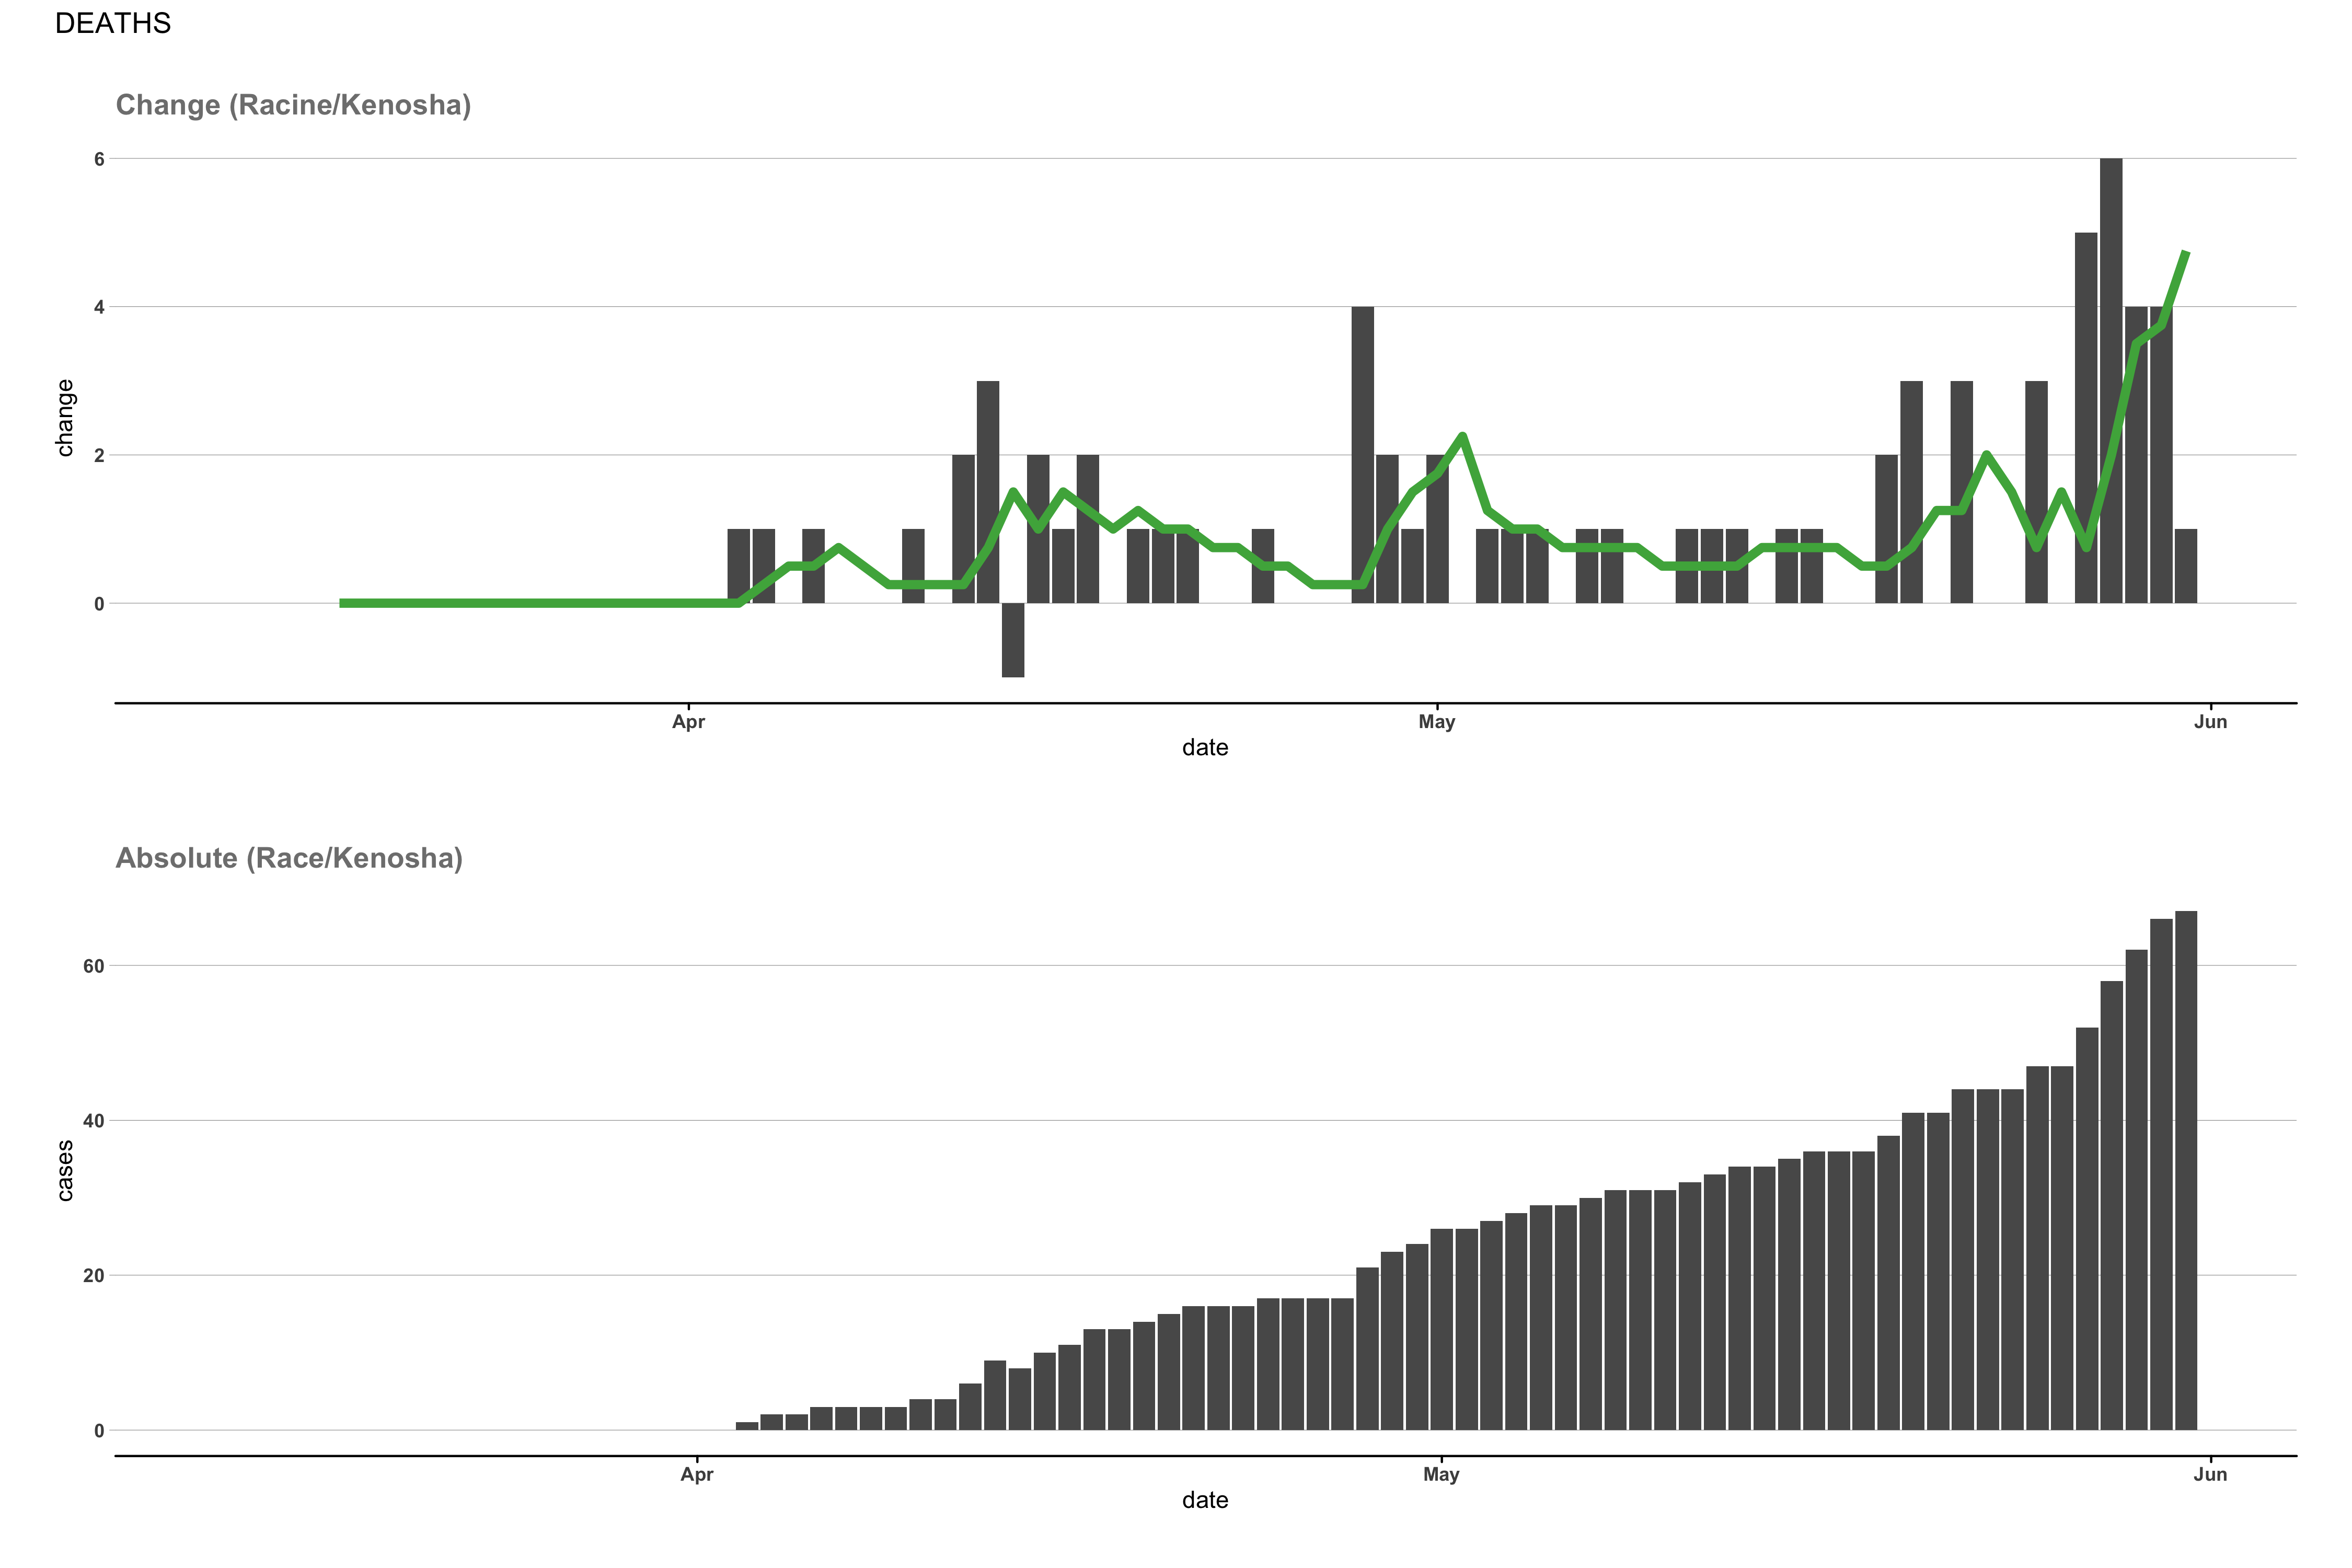 DEATHS
Change (Racine/Kenosha)
6
4
2
0
change
Apr May Jun
date
Absolute (Race/Kenosha)
60
40
20
0
cases
Apr May Jun
date